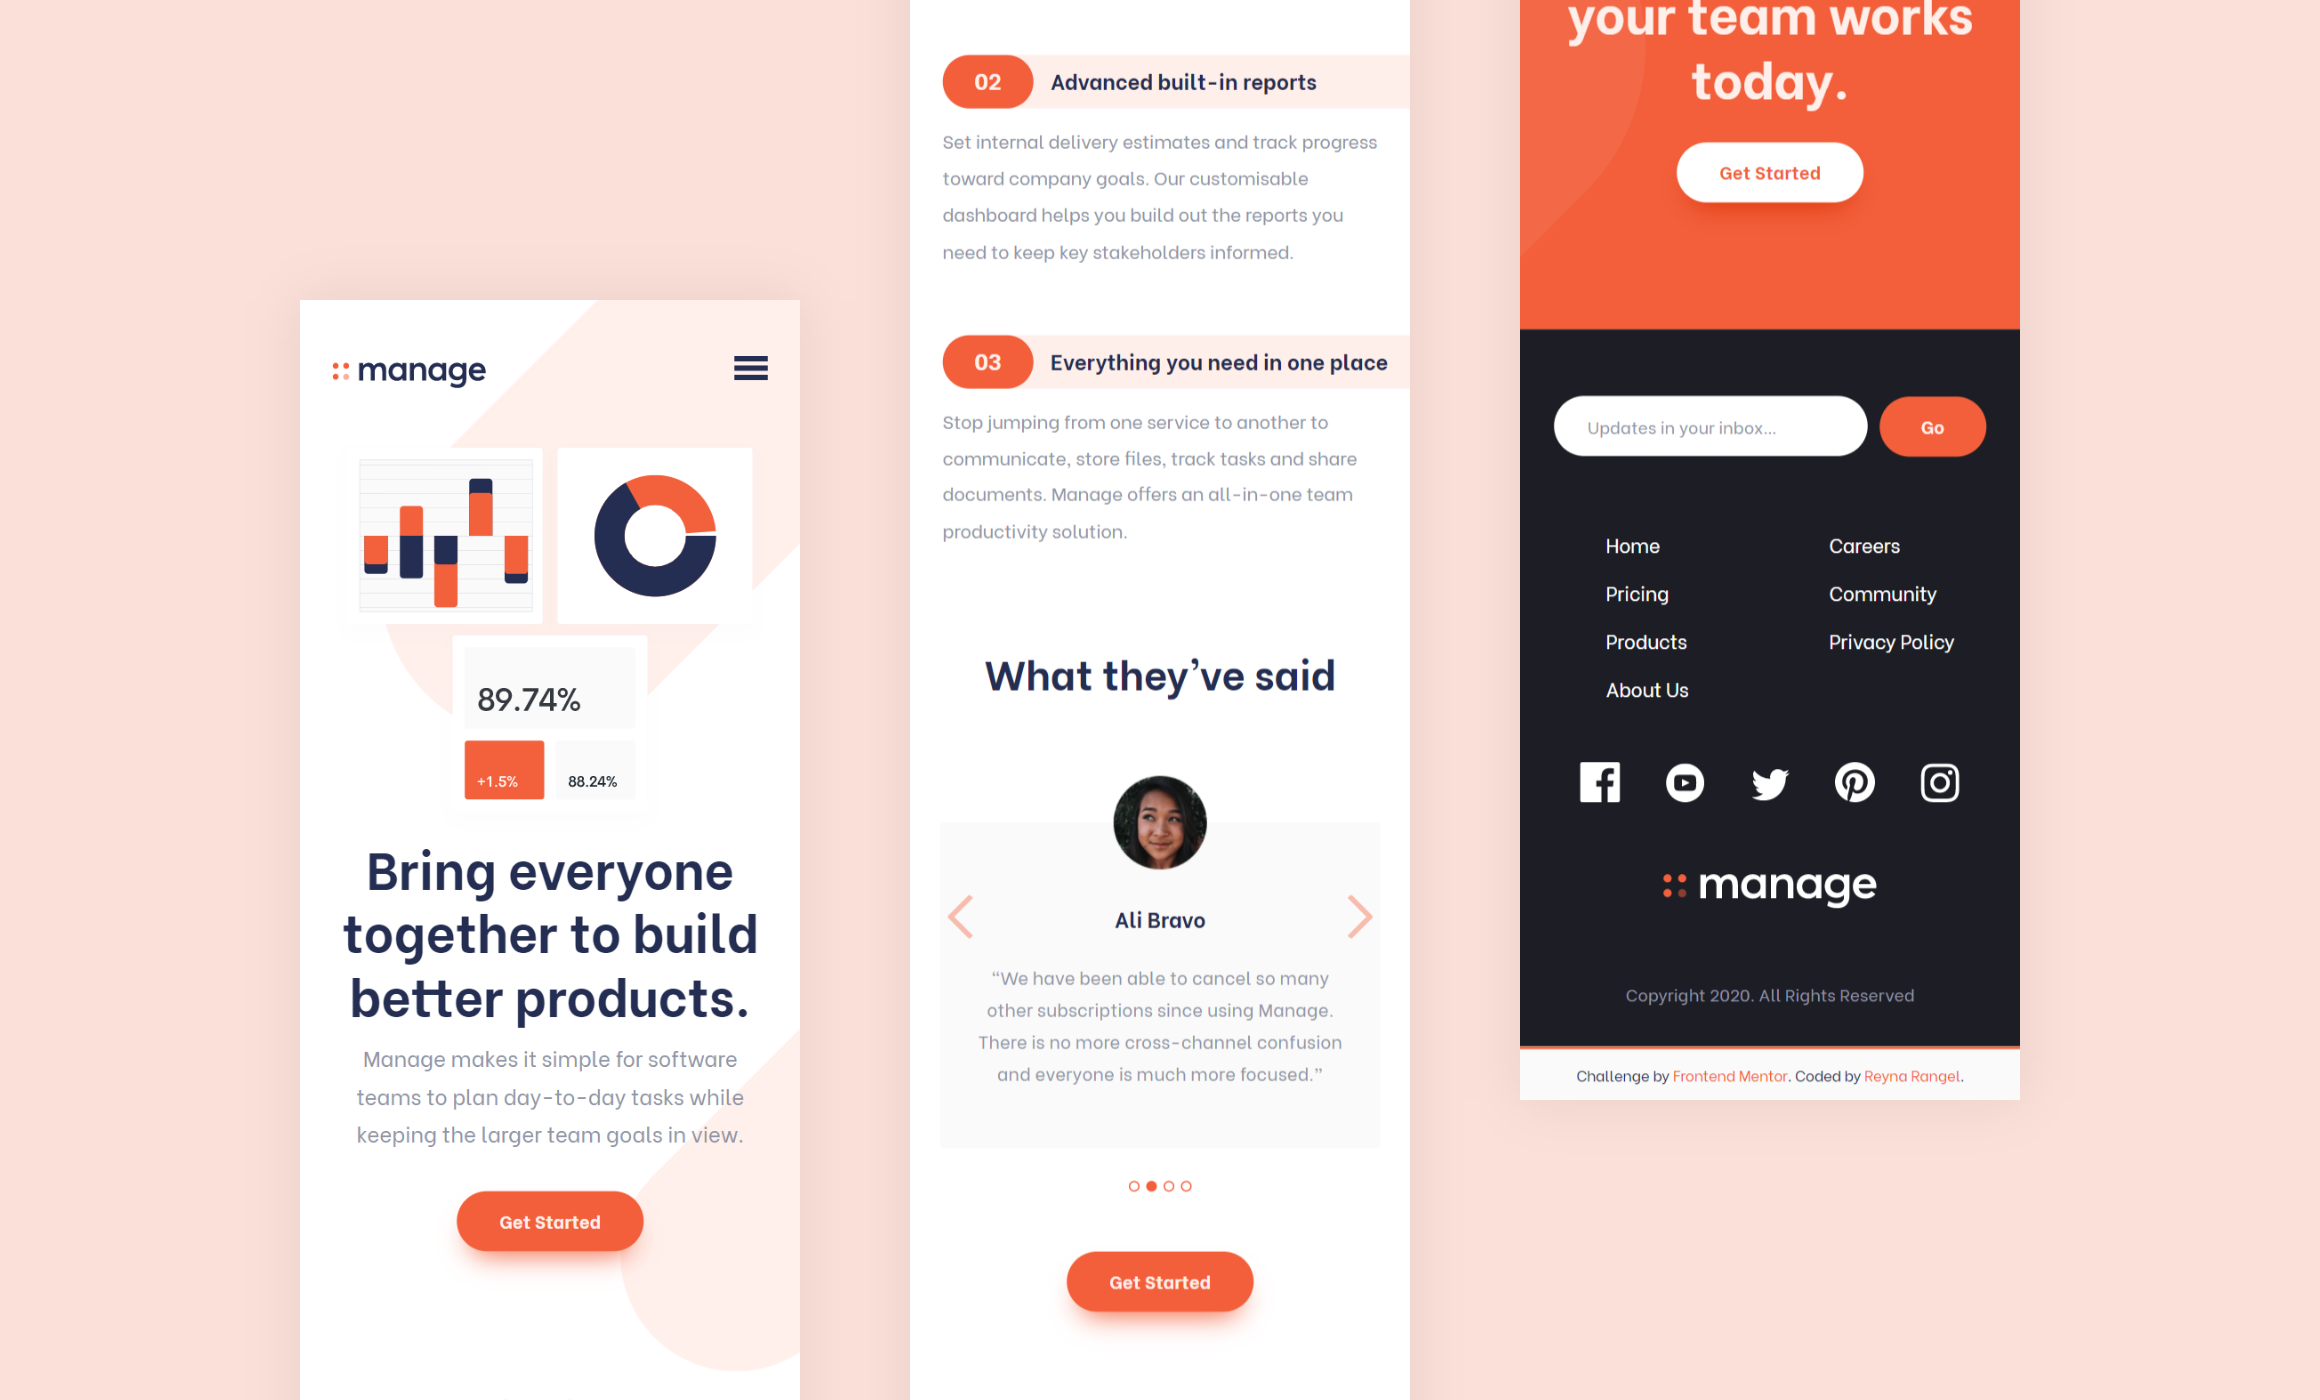 manage
89.74%
+1.5%
88.24%
Bring everyone
together to build
better products.
Manage makes it simple for software
teams to plan day-to-day tasks while
keeping the larger team goals in view.
Get Started
02
Advanced built-in reports
Set internal delivery estimates and track progress
toward company goals. Our customisable
dashboard helps you build out the reports you
need to keep key stakeholders informed.
03
Everything you need in one place
Stop jumping from one service to another to
communicate, store files, track tasks and share
documents. Manage offers an all-in-one team
productivity solution.
What they’ve said
Ali Bravo
“We have been able to cancel so many
other subscriptions since using Manage.
There is no more cross-channel confusion
and everyone is much more focused.”
Get Started
your team works
today.
Get Started
Updates in your inbox...
Go
Home
Careers
Pricing
Community
Products
Privacy Policy
About Us
manage
Copyright 2020. All Rights Reserved
Challenge by Frontend Mentor. Coded by Reyna Rangel.